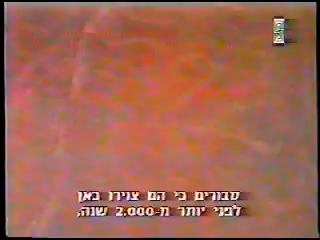 סבורים כי הם צוירו כאן
לפני יותר מ-2,000 שנה.